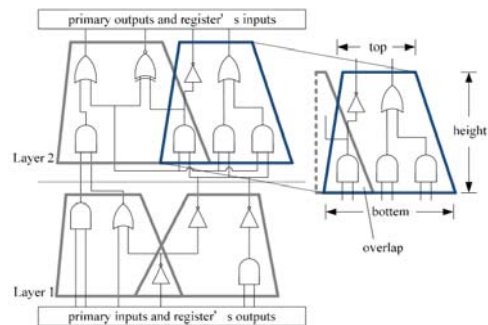 primary outputs and register' s inputs
top
height
Layer 2
bottem
overlap
Layer 1
primary inputs and register' s outputs